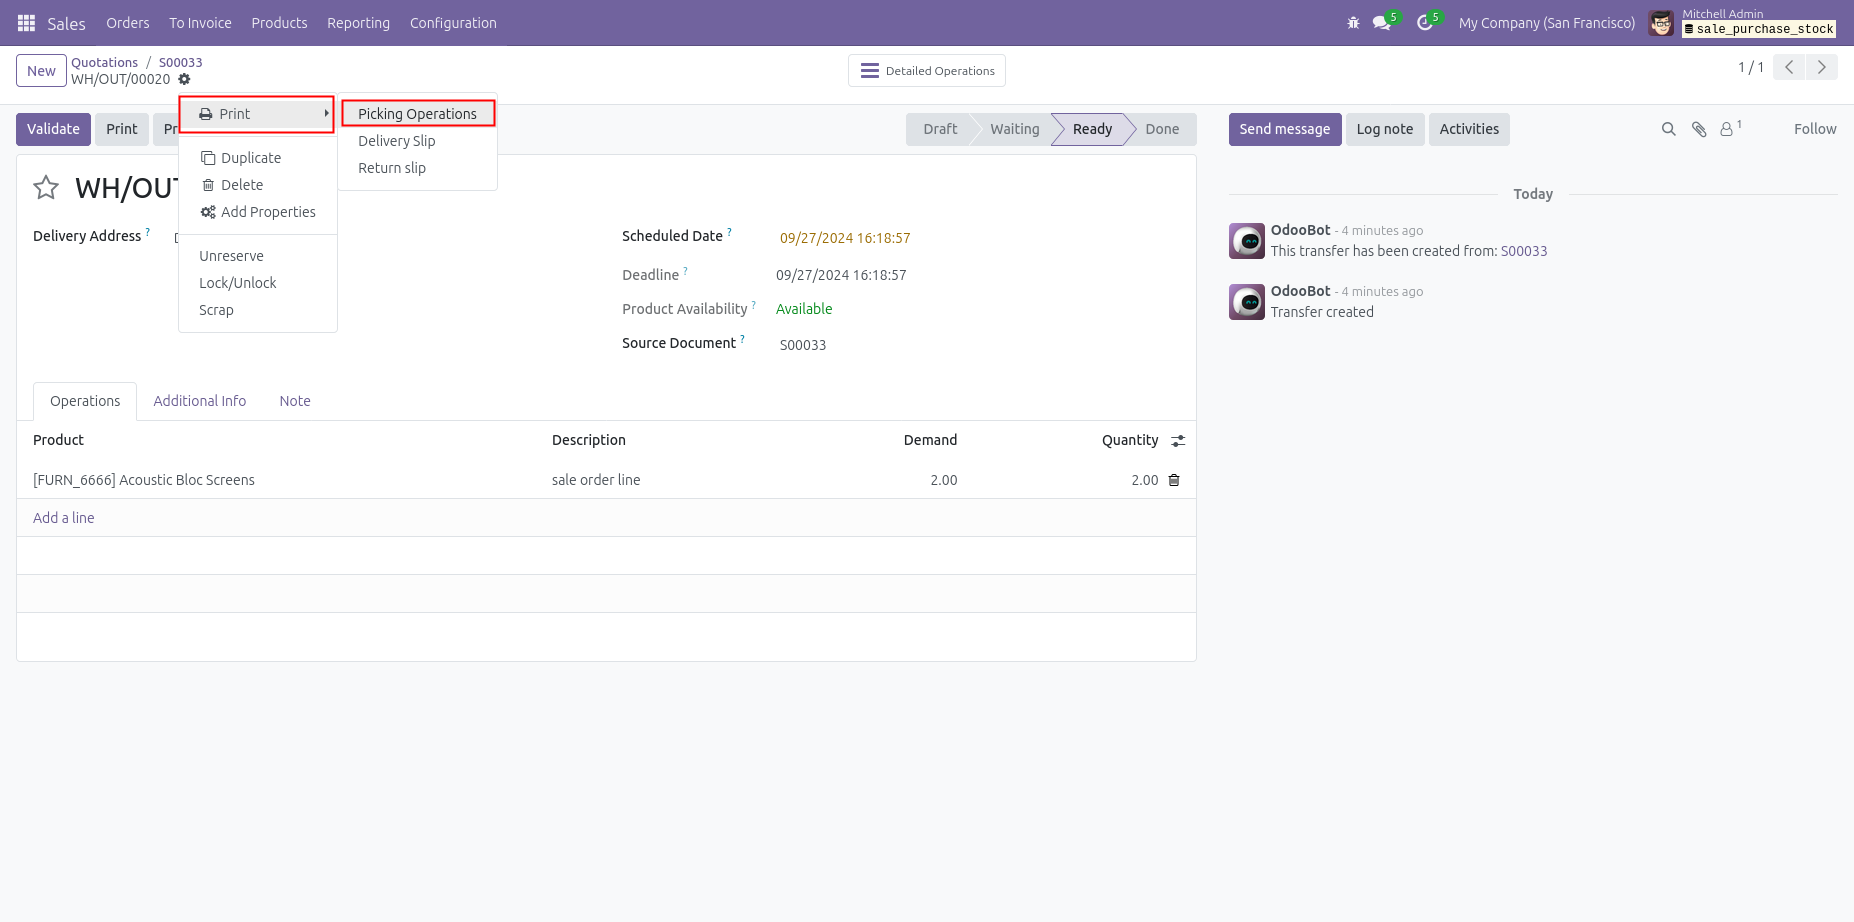 Sales Orders To Invoice Products Reporting Configuration 5 5 My Company (San Francisco) Mitchell Admin
sale_purchase_stock
New Quotations / S00033
WH/OUT/00020
Detailed Operations
1 / 1
Validate Print Pr
Print
Duplicate
Delete
Add Properties
Unreserve
Lock/Unlock
Scrap
Picking Operations
Delivery Slip
Return slip
Draft Waiting Ready Done
Send message Log note Activities 1 Follow
WH/OUT
Delivery Address ?
Scheduled Date ? 09/27/2024 16:18:57
Deadline ? 09/27/2024 16:18:57
Product Availability ? Available
Source Document ? S00033
Operations Additional Info Note
Product Description Demand Quantity
[FURN_6666] Acoustic Bloc Screens sale order line 2.00 2.00
Add a line
Today
OdooBot - 4 minutes ago
This transfer has been created from: S00033
OdooBot - 4 minutes ago
Transfer created